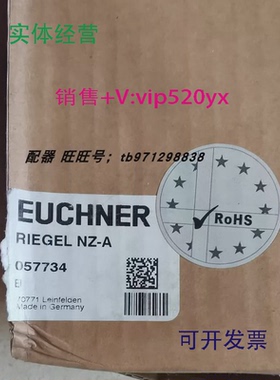 实体经营
销售+V:vip520yx
配器 旺旺号；tb971298838
EUCHNER
RIEGEL NZ-A
057734
70771 Leinfelden
Made in Germany
RoHS
可开发票